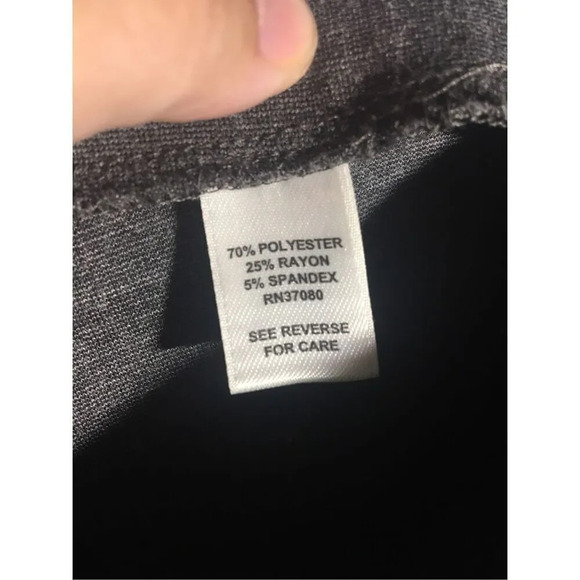 70% POLYESTER
25% RAYON
5% SPANDEX
RN37080
SEE REVERSE
FOR CARE